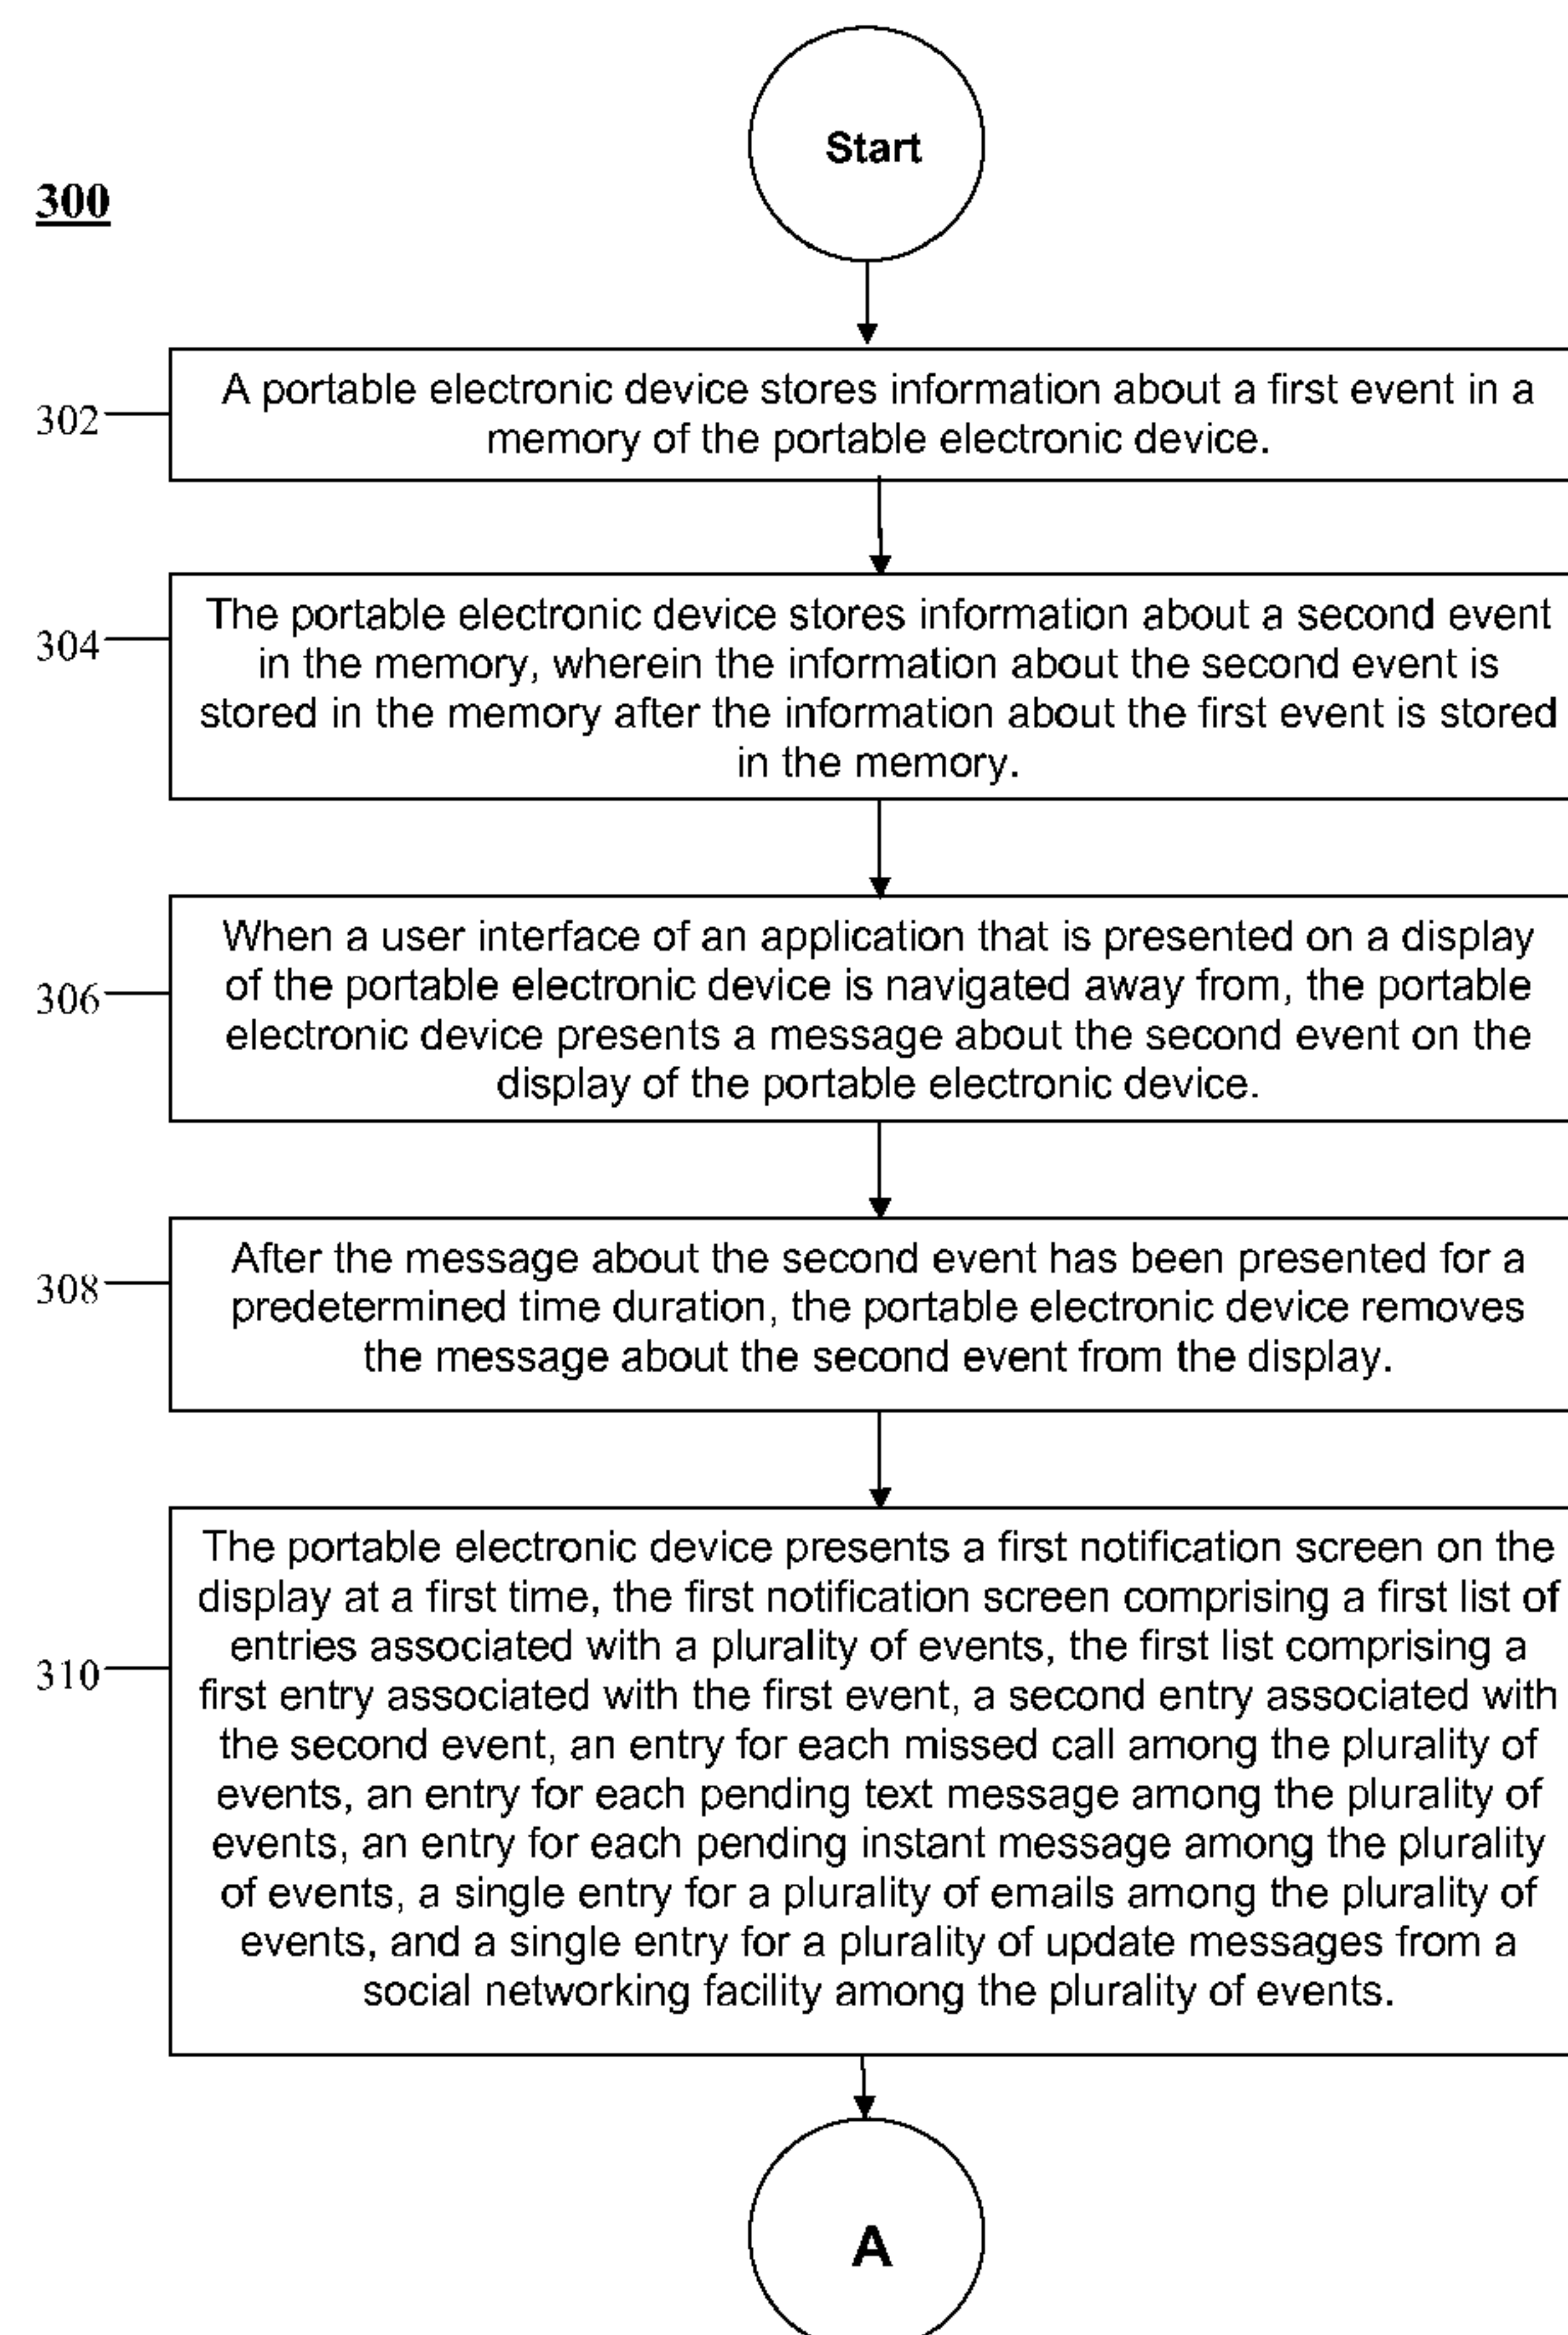 Start
300
302
A portable electronic device stores information about a first event in a
memory of the portable electronic device.
304
The portable electronic device stores information about a second event
in the memory, wherein the information about the second event is
stored in the memory after the information about the first event is stored
in the memory.
306
When a user interface of an application that is presented on a display
of the portable electronic device is navigated away from, the portable
electronic device presents a message about the second event on the
display of the portable electronic device.
308
After the message about the second event has been presented for a
predetermined time duration, the portable electronic device removes
the message about the second event from the display.
310
The portable electronic device presents a first notification screen on the
display at a first time, the first notification screen comprising a first list of
entries associated with a plurality of events, the first list comprising a
first entry associated with the first event, a second entry associated with
the second event, an entry for each missed call among the plurality of
events, an entry for each pending text message among the plurality of
events, an entry for each pending instant message among the plurality
of events, a single entry for a plurality of emails among the plurality of
events, and a single entry for a plurality of update messages from a
social networking facility among the plurality of events.
A